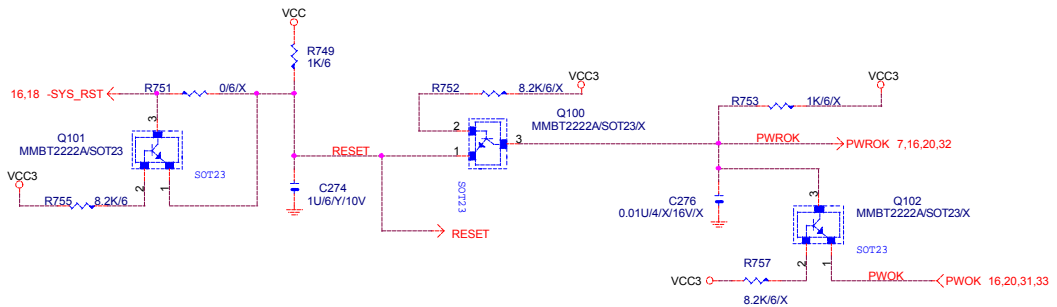 VCC
R749
1K/6
16,18 -SYS_RST
R751
0/6/X
R752
8.2K/6/X
VCC3
VCC3
R753
1K/6/X
Q101
MMBT2222A/SOT23
3
Q100
MMBT2222A/SOT23/X
2
3
1
RESET
PWROK
PWROK 7,16,20,32
SOT23
VCC3
R755
8.2K/6
2
1
C274
1U/6/Y/10V
SOT23
C276
0.01U/4/X/16V/X
3
Q102
MMBT2222A/SOT23/X
RESET
SOT23
R757
VCC3
8.2K/6/X
2
1
PWOK
PWOK 16,20,31,33